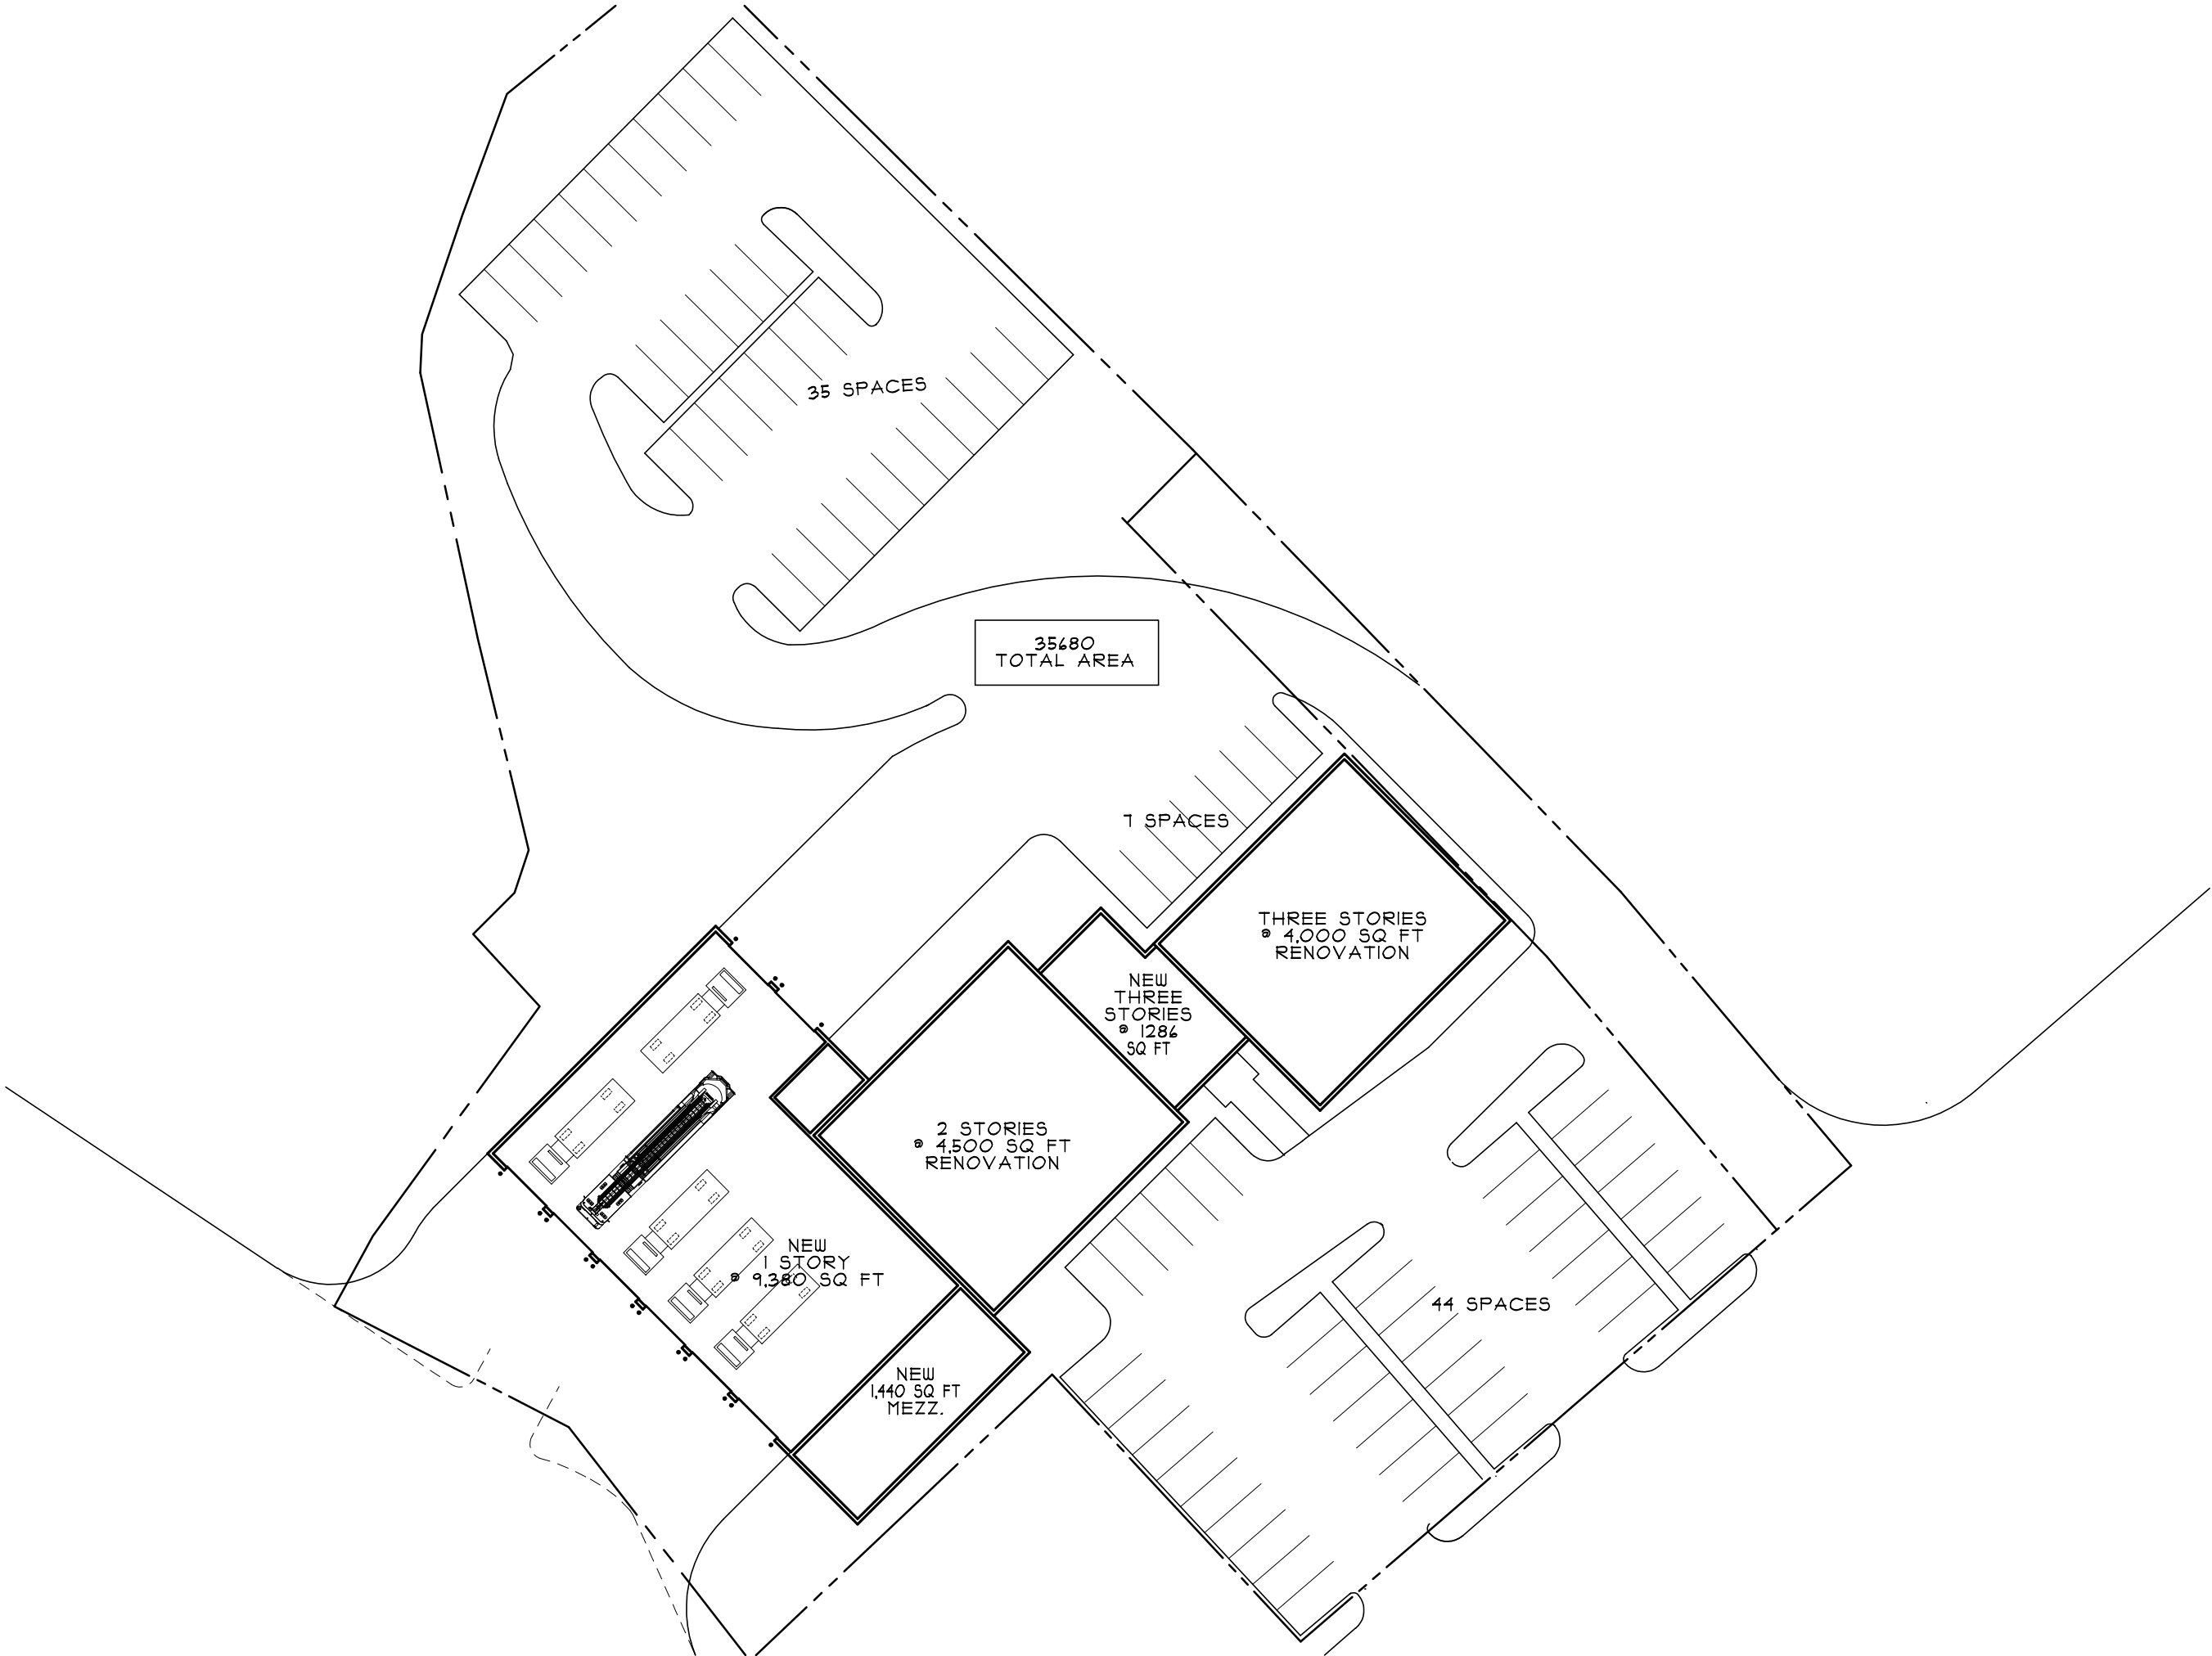 35 SPACES
35680
TOTAL AREA
7 SPACES
THREE STORIES
@ 4,000 SQ FT
RENOVATION
NEW
THREE
STORIES
@ 1286
SQ FT
2 STORIES
@ 4,500 SQ FT
RENOVATION
NEW
1 STORY
@ 9,380 SQ FT
44 SPACES
NEW
1,440 SQ FT
MEZZ.